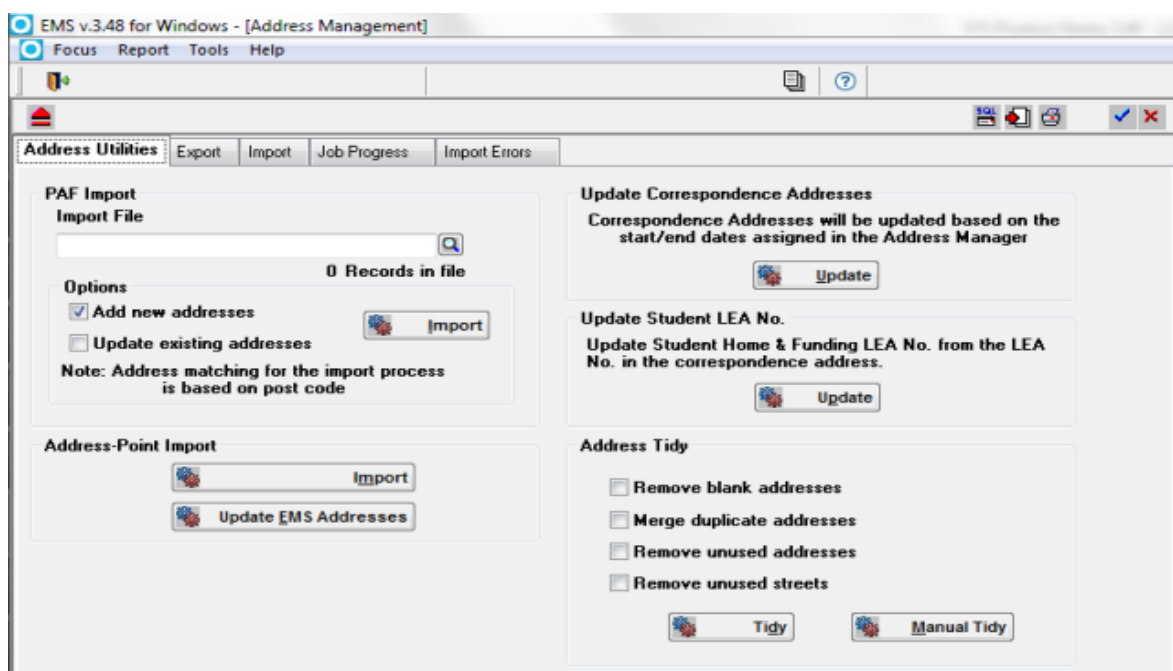 EMS v.3.48 for Windows - [Address Management]
Focus Report Tools Help
SQL
Address Utilities Export Import Job Progress Import Errors
PAF Import
Import File
0 Records in file
Options
Add new addresses
Import
Update existing addresses
Note: Address matching for the import process
is based on post code
Address-Point Import
Import
Update EMS Addresses
Update Correspondence Addresses
Correspondence Addresses will be updated based on the
start/end dates assigned in the Address Manager
Update
Update Student LEA No.
Update Student Home & Funding LEA No. from the LEA
No. in the correspondence address.
Update
Address Tidy
Remove blank addresses
Merge duplicate addresses
Remove unused addresses
Remove unused streets
Tidy Manual Tidy